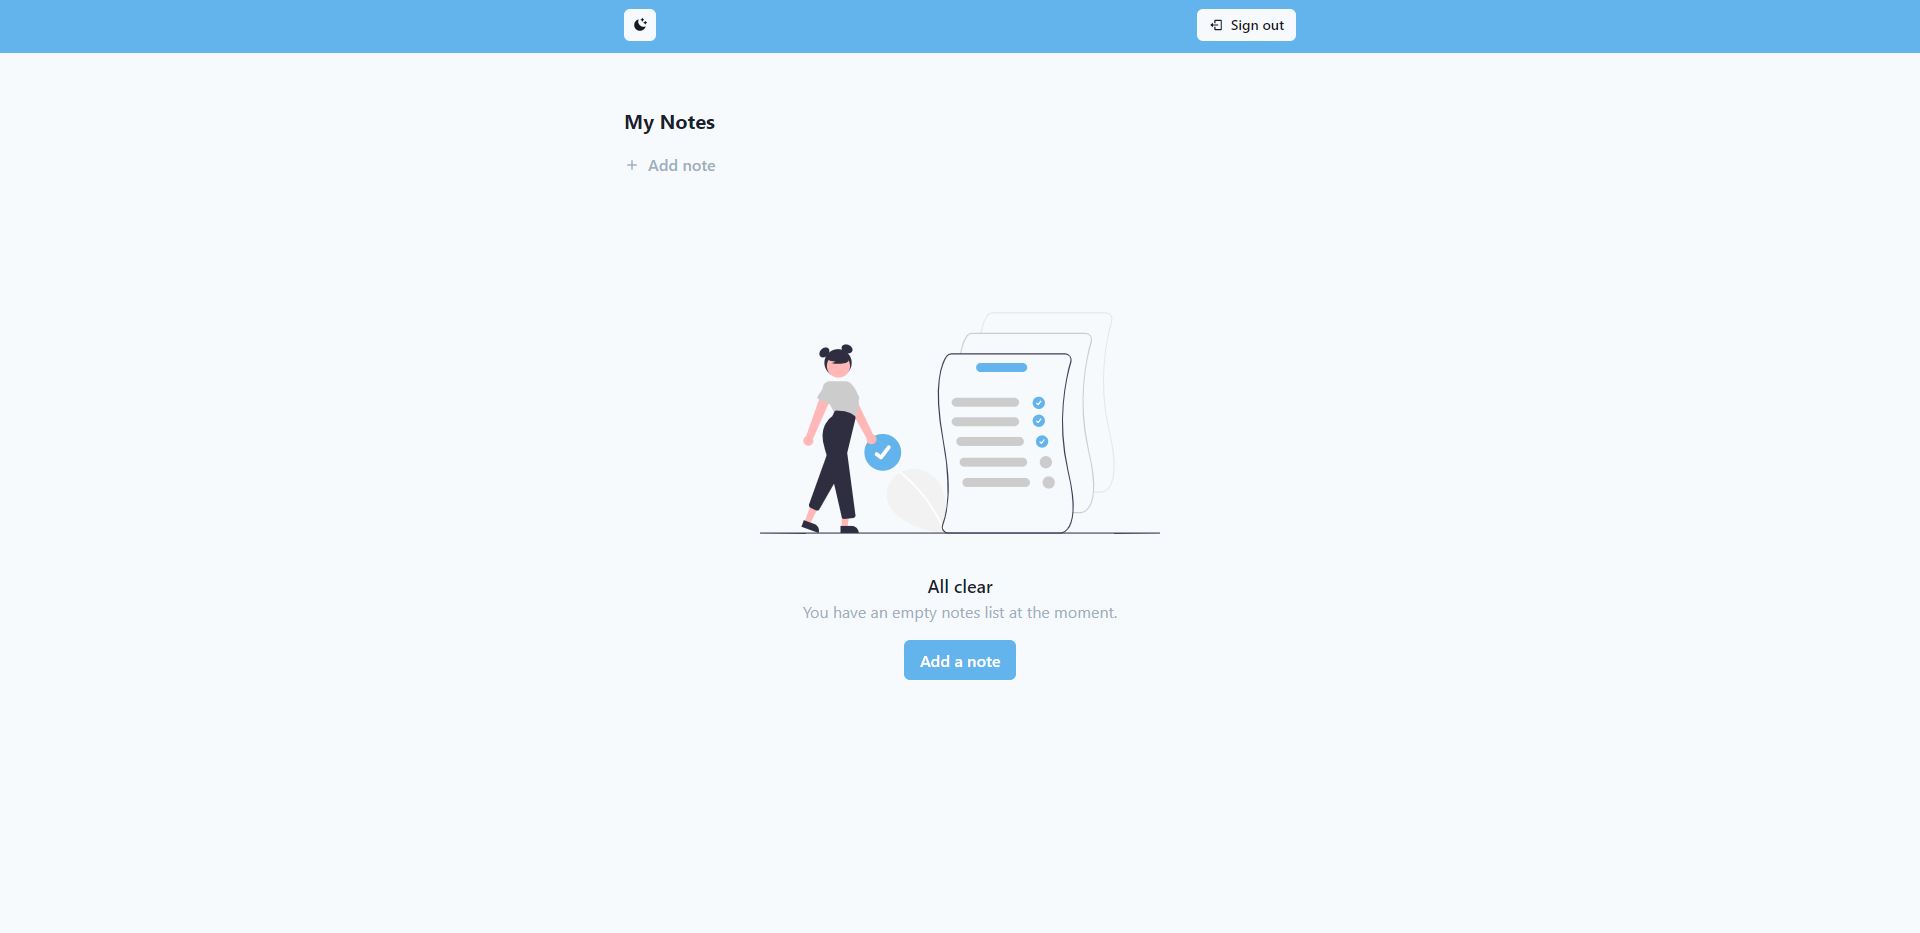 Sign out
My Notes
Add note
All clear
You have an empty notes list at the moment.
Add a note